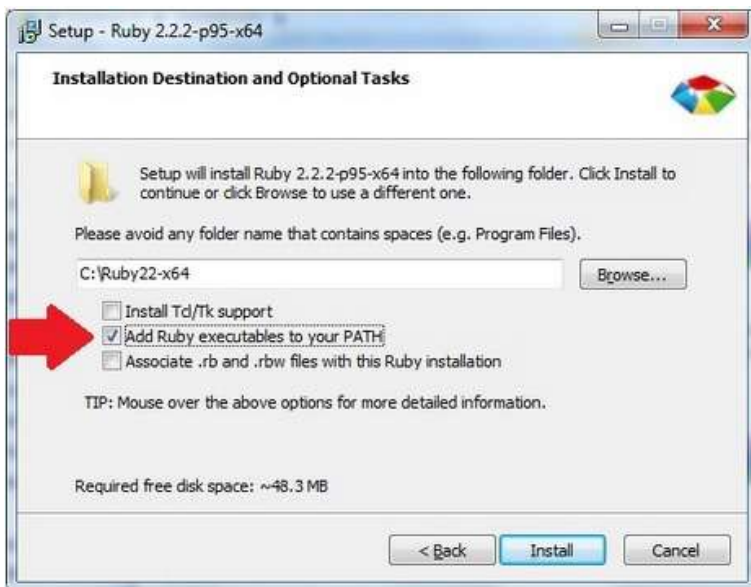 Setup - Ruby 2.2.2-p95-x64
Installation Destination and Optional Tasks
Setup will install Ruby 2.2.2-p95-x64 into the following folder. Click Install to
continue or click Browse to use a different one.
Please avoid any folder name that contains spaces (e.g. Program Files).
C:\Ruby22-x64
Browse...
Install Tcl/Tk support
Add Ruby executables to your PATH
Associate .rb and .rbw files with this Ruby installation
TIP: Mouse over the above options for more detailed information.
Required free disk space: ~48.3 MB
< Back
Install
Cancel